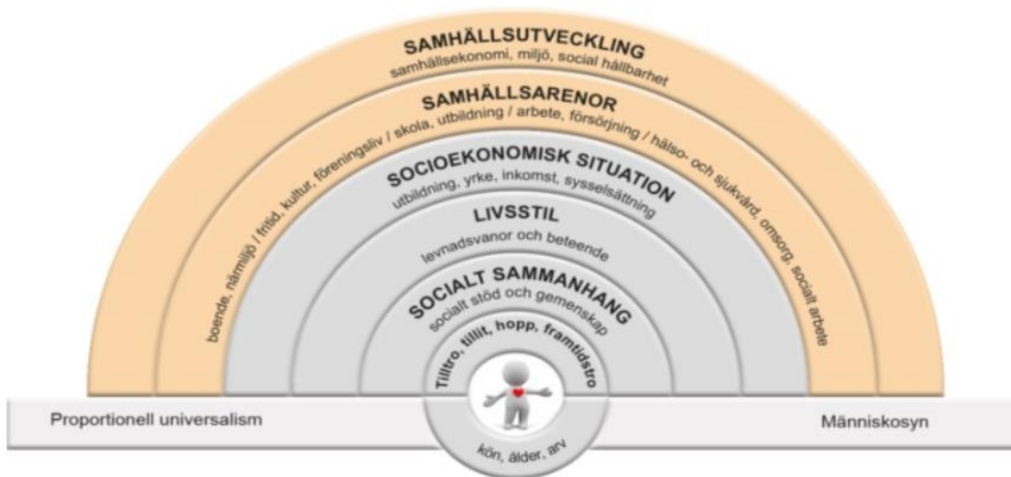 SAMHÄLLSUTVECKLING
samhällsekonomi, miljö, social hållbarhet
SAMHÄLLSARENOR
boende, närmiljö / fritid, kultur, föreningsliv / skola, utbildning / arbete, försörjning / hälso- och sjukvård, omsorg, socialt arbete
SOCIOEKONOMISK SITUATION
utbildning, yrke, inkomst, sysselsättning
LIVSSTIL
levnadsvanor och beteende
SOCIALT SAMMANHANG
socialt stöd och gemenskap
Tilltro, tillit, hopp, framtidstro
Proportionell universalism
Människosyn
kön, ålder, arv